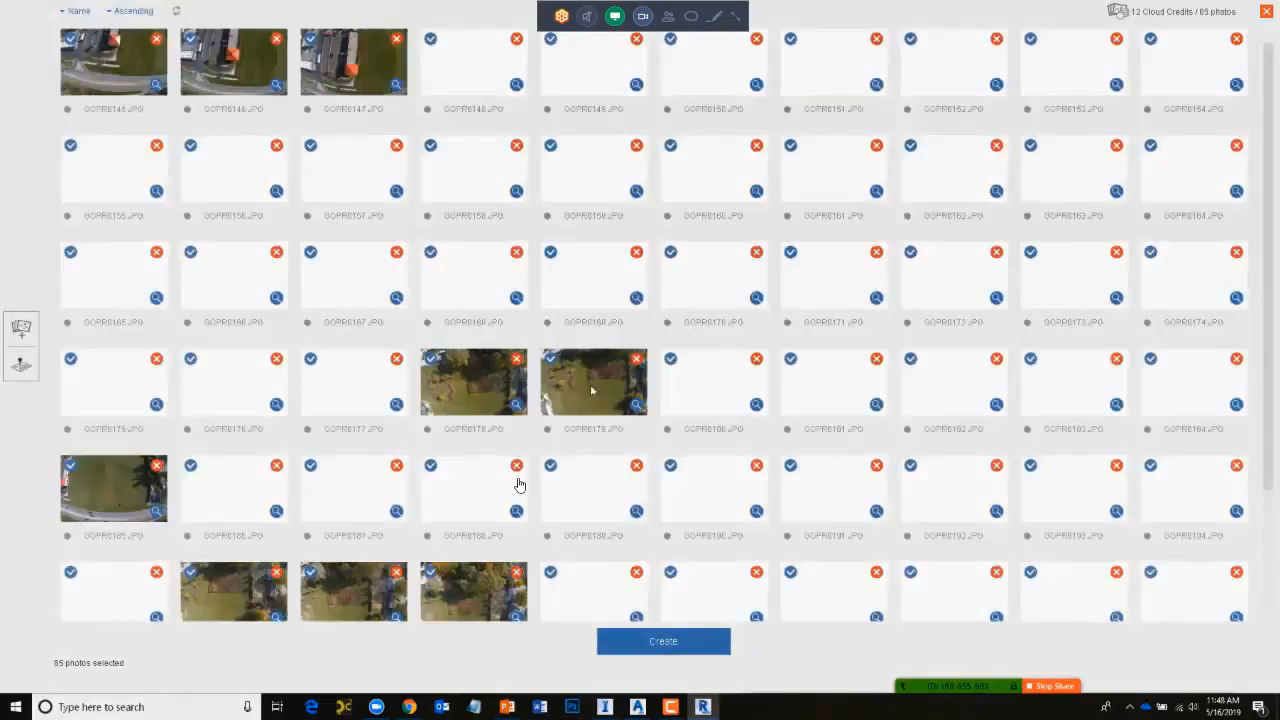 Name Ascending
12 Cloud Credits / 65 photos
GOPR0145.JPG GOPR0146.JPG GOPR0147.JPG GOPR0148.JPG GOPR0149.JPG GOPR0150.JPG GOPR0151.JPG GOPR0152.JPG GOPR0153.JPG GOPR0154.JPG
GOPR0155.JPG GOPR0156.JPG GOPR0157.JPG GOPR0158.JPG GOPR0159.JPG GOPR0160.JPG GOPR0161.JPG GOPR0162.JPG GOPR0163.JPG GOPR0164.JPG
GOPR0165.JPG GOPR0166.JPG GOPR0167.JPG GOPR0168.JPG GOPR0169.JPG GOPR0170.JPG GOPR0171.JPG GOPR0172.JPG GOPR0173.JPG GOPR0174.JPG
GOPR0175.JPG GOPR0176.JPG GOPR0177.JPG GOPR0178.JPG GOPR0179.JPG GOPR0180.JPG GOPR0181.JPG GOPR0182.JPG GOPR0183.JPG GOPR0184.JPG
GOPR0185.JPG GOPR0186.JPG GOPR0187.JPG GOPR0188.JPG GOPR0189.JPG GOPR0190.JPG GOPR0191.JPG GOPR0192.JPG GOPR0193.JPG GOPR0194.JPG
Create
65 photos selected
ID: 198-655-903 Stop Share
Type here to search
11:48 AM
5/16/2019